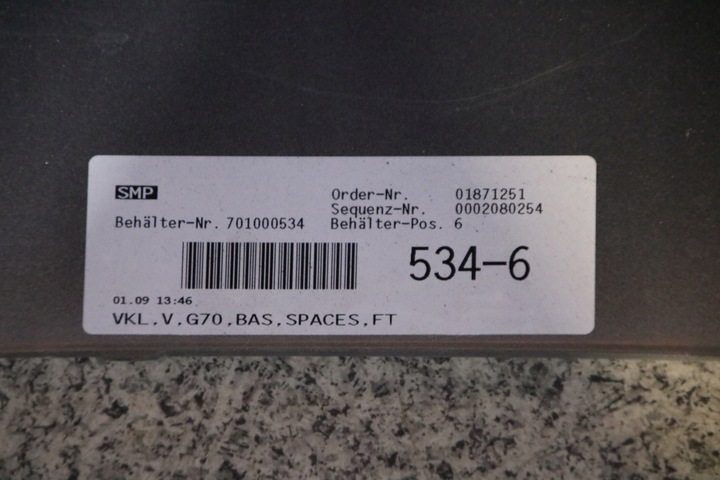 SMP
Order-Nr. 01871251
Sequenz-Nr. 0002080254
Behälter-Nr. 701000534 Behälter-Pos. 6
534-6
01.09 13:46
VKL,V,G70,BAS,SPACES,FT